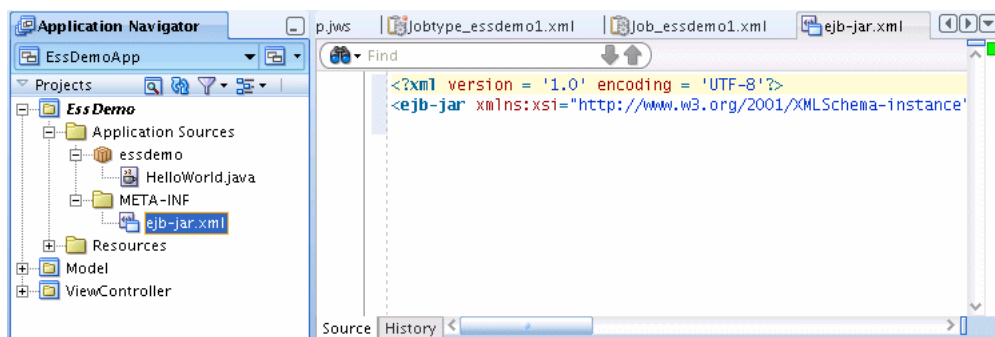 Application Navigator
EssDemoApp
Projects
Ess Demo
Application Sources
essdemo
HelloWorld.java
META-INF
ejb-jar.xml
Resources
Model
ViewController
p.jws
Jobtype_essdemo1.xml
Job_essdemo1.xml
ejb-jar.xml
Find
<?xml version = '1.0' encoding = 'UTF-8'?>
<ejb-jar xmlns:xsi="http://www.w3.org/2001/XMLSchema-instance"
Source
History